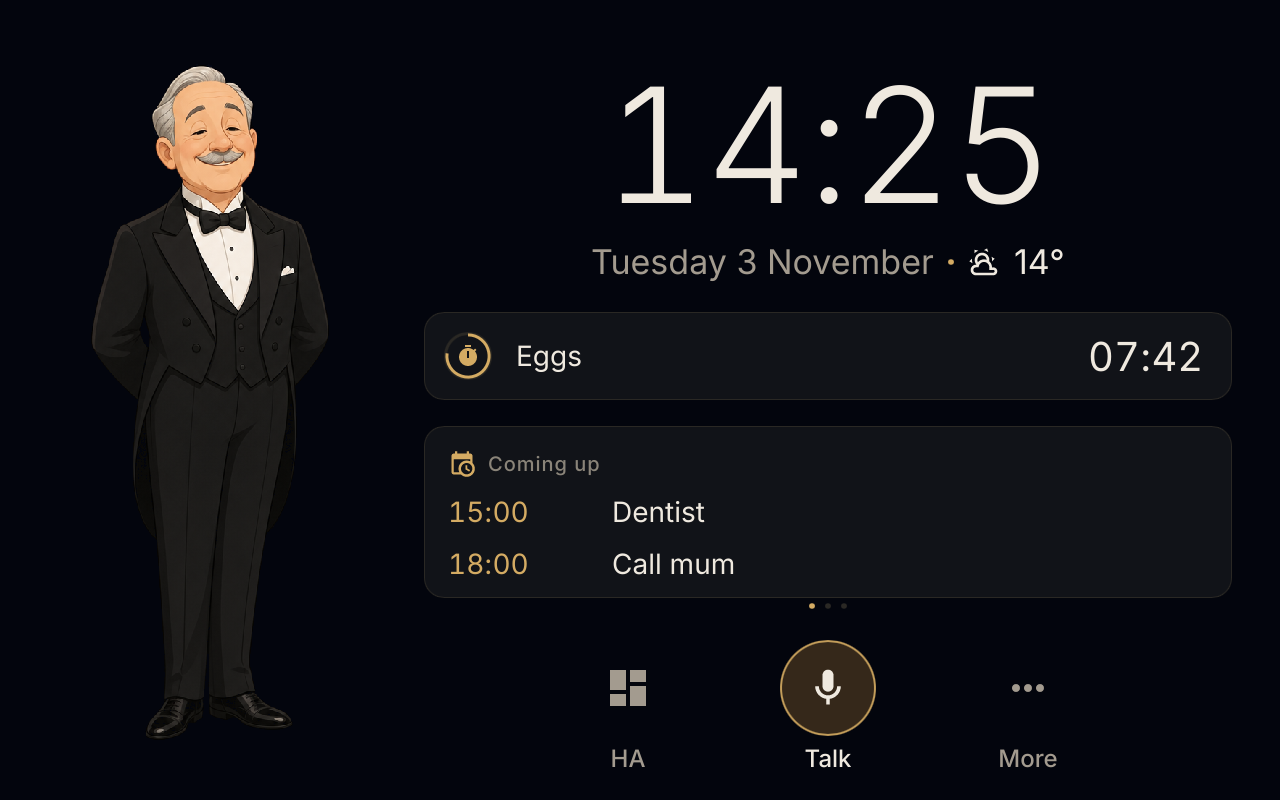 14:25
Tuesday 3 November • 14°
Eggs 07:42
Coming up
15:00 Dentist
18:00 Call mum
HA Talk More